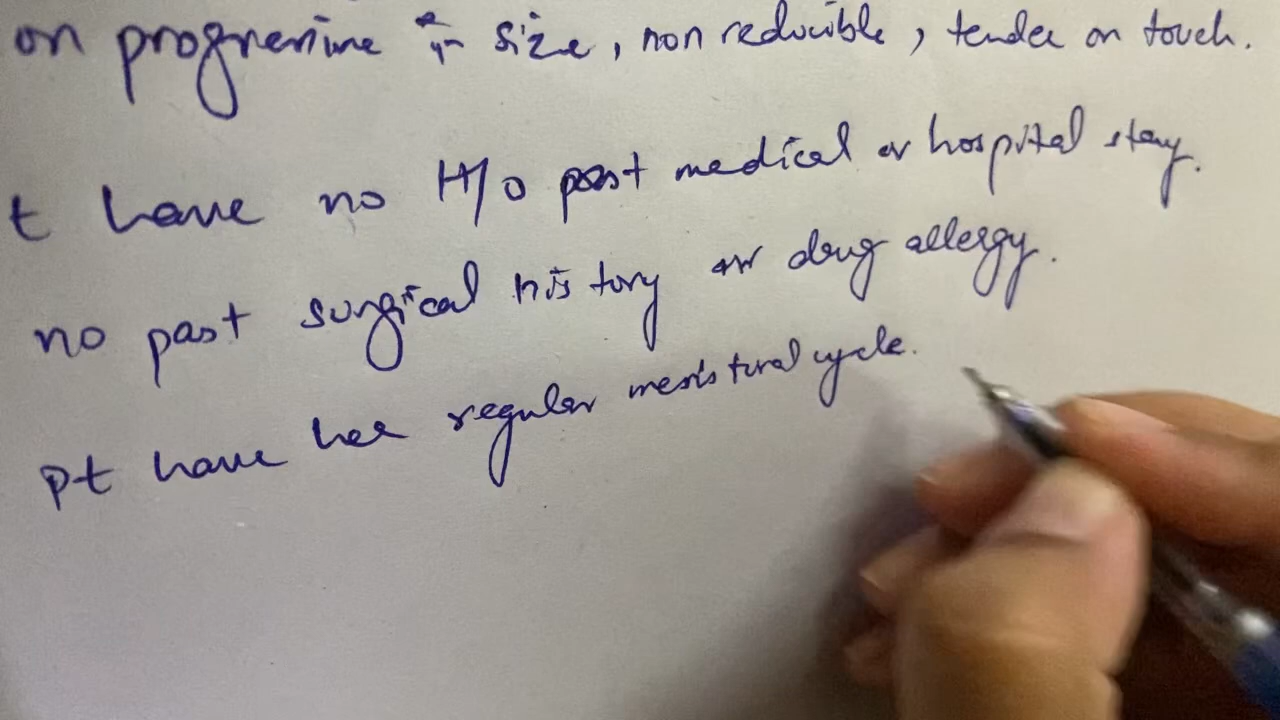 on progressive in size, non reducible, tender on touch.
t have no H/o past medical or hospital stay.
no past surgical history or drug allergy.
pt have her regular menstural cycle.